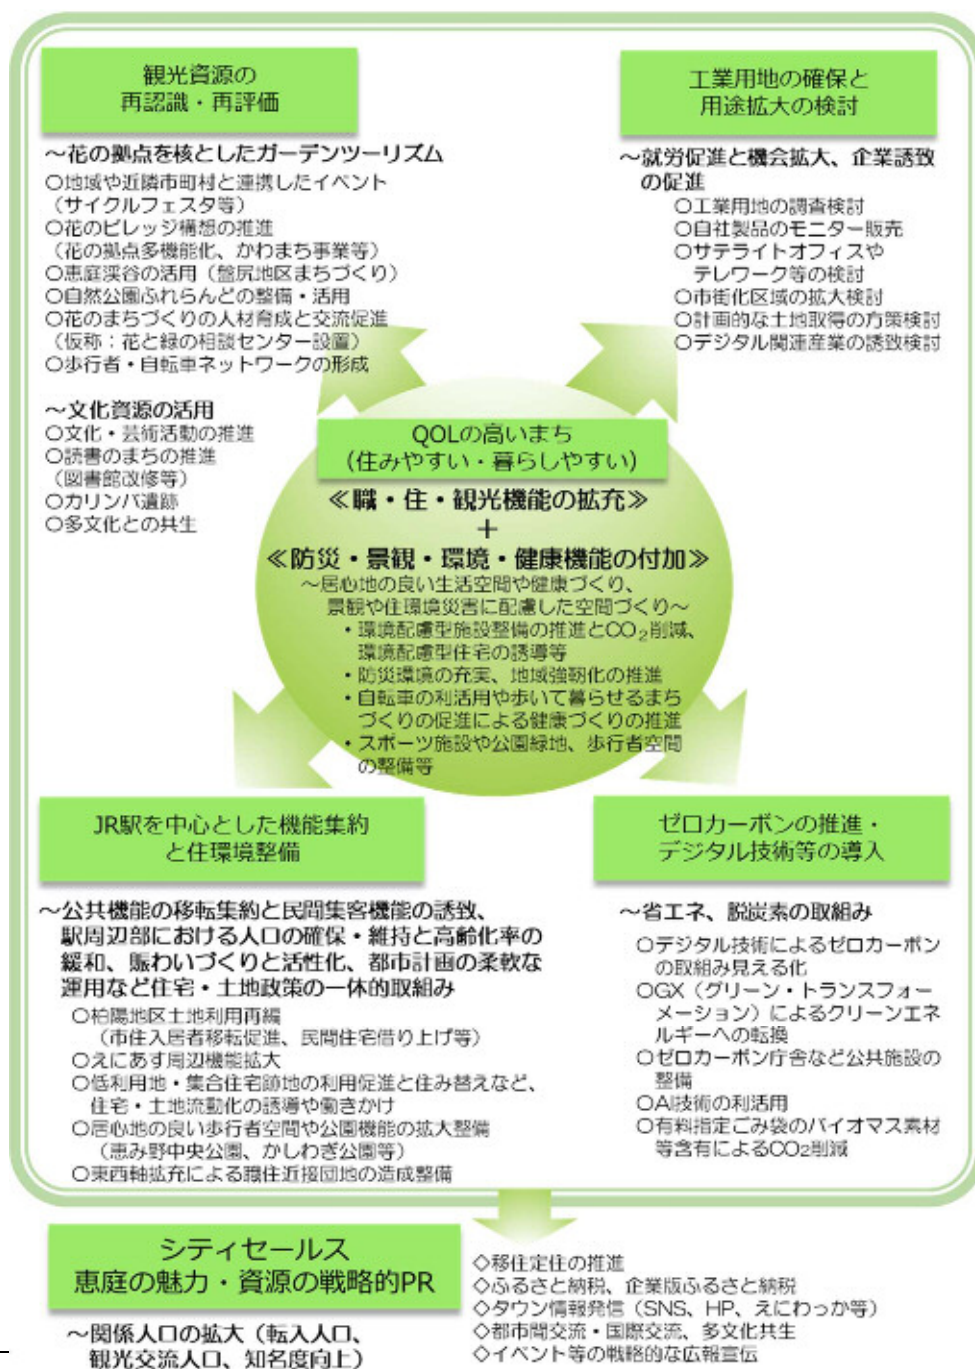 観光資源の
再認識・再評価
～花の拠点を核としたガーデンツーリズム
○地域や近隣市町村と連携したイベント
（サイクルフェスタ等）
○花のビレッジ構想の推進
（花の拠点多機能化、かわまち事業等）
○恵庭渓谷の活用（盤尻地区まちづくり）
○自然公園ふれらんどの整備・活用
○花のまちづくりの人材育成と交流促進
（仮称：花と緑の相談センター設置）
○歩行者・自転車ネットワークの形成
～文化資源の活用
○文化・芸術活動の推進
○読書のまちの推進
（図書館改修等）
○カリンバ遺跡
○多文化との共生
工業用地の確保と
用途拡大の検討
～就労促進と機会拡大、企業誘致
の促進
○工業用地の調査検討
○自社製品のモニター販売
○サテライトオフィスや
テレワーク等の検討
○市街化区域の拡大検討
○計画的な土地取得の方策検討
○デジタル関連産業の誘致検討
QOLの高いまち
（住みやすい・暮らしやすい）
≪職・住・観光機能の拡充≫
＋
≪防災・景観・環境・健康機能の付加≫
～居心地の良い生活空間や健康づくり、
景観や住環境災害に配慮した空間づくり～
・環境配慮型施設整備の推進とCO₂削減、
環境配慮型住宅の誘導等
・防災環境の充実、地域強靭化の推進
・自転車の利活用や歩いて暮らせるまち
づくりの促進による健康づくりの推進
・スポーツ施設や公園緑地、歩行者空間
の整備等
JR駅を中心とした機能集約
と住環境整備
～公共機能の移転集約と民間集客機能の誘致、
駅周辺部における人口の確保・維持と高齢化率の
緩和、賑わいづくりと活性化、都市計画の柔軟な
運用など住宅・土地政策の一体的取組み
○柏陽地区土地利用再編
（市住入居者移転促進、民間住宅借り上げ等）
○えにあす周辺機能拡大
○低利用地・集合住宅跡地の利用促進と住み替えなど、
住宅・土地流動化の誘導や働きかけ
○居心地の良い歩行者空間や公園機能の拡大整備
（恵み野中央公園、かしわぎ公園等）
○東西軸拡充による職住近接団地の造成整備
ゼロカーボンの推進・
デジタル技術等の導入
～省エネ、脱炭素の取組み
○デジタル技術によるゼロカーボン
の取組み見える化
○GX（グリーン・トランスフォー
メーション）によるクリーンエネ
ルギーへの転換
○ゼロカーボン庁舎など公共施設の
整備
○AI技術の利活用
○有料指定ごみ袋のバイオマス素材
等含有によるCO₂削減
シティセールス
恵庭の魅力・資源の戦略的PR
～関係人口の拡大（転入人口、
観光交流人口、知名度向上）
◇移住定住の推進
◇ふるさと納税、企業版ふるさと納税
◇タウン情報発信（SNS、HP、えにわっか等）
◇都市間交流・国際交流、多文化共生
◇イベント等の戦略的な広報宣伝